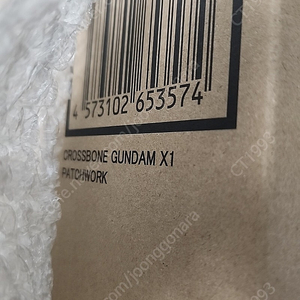 4 573102 653574
CROSSBONE GUNDAM X1
PATCHWORK